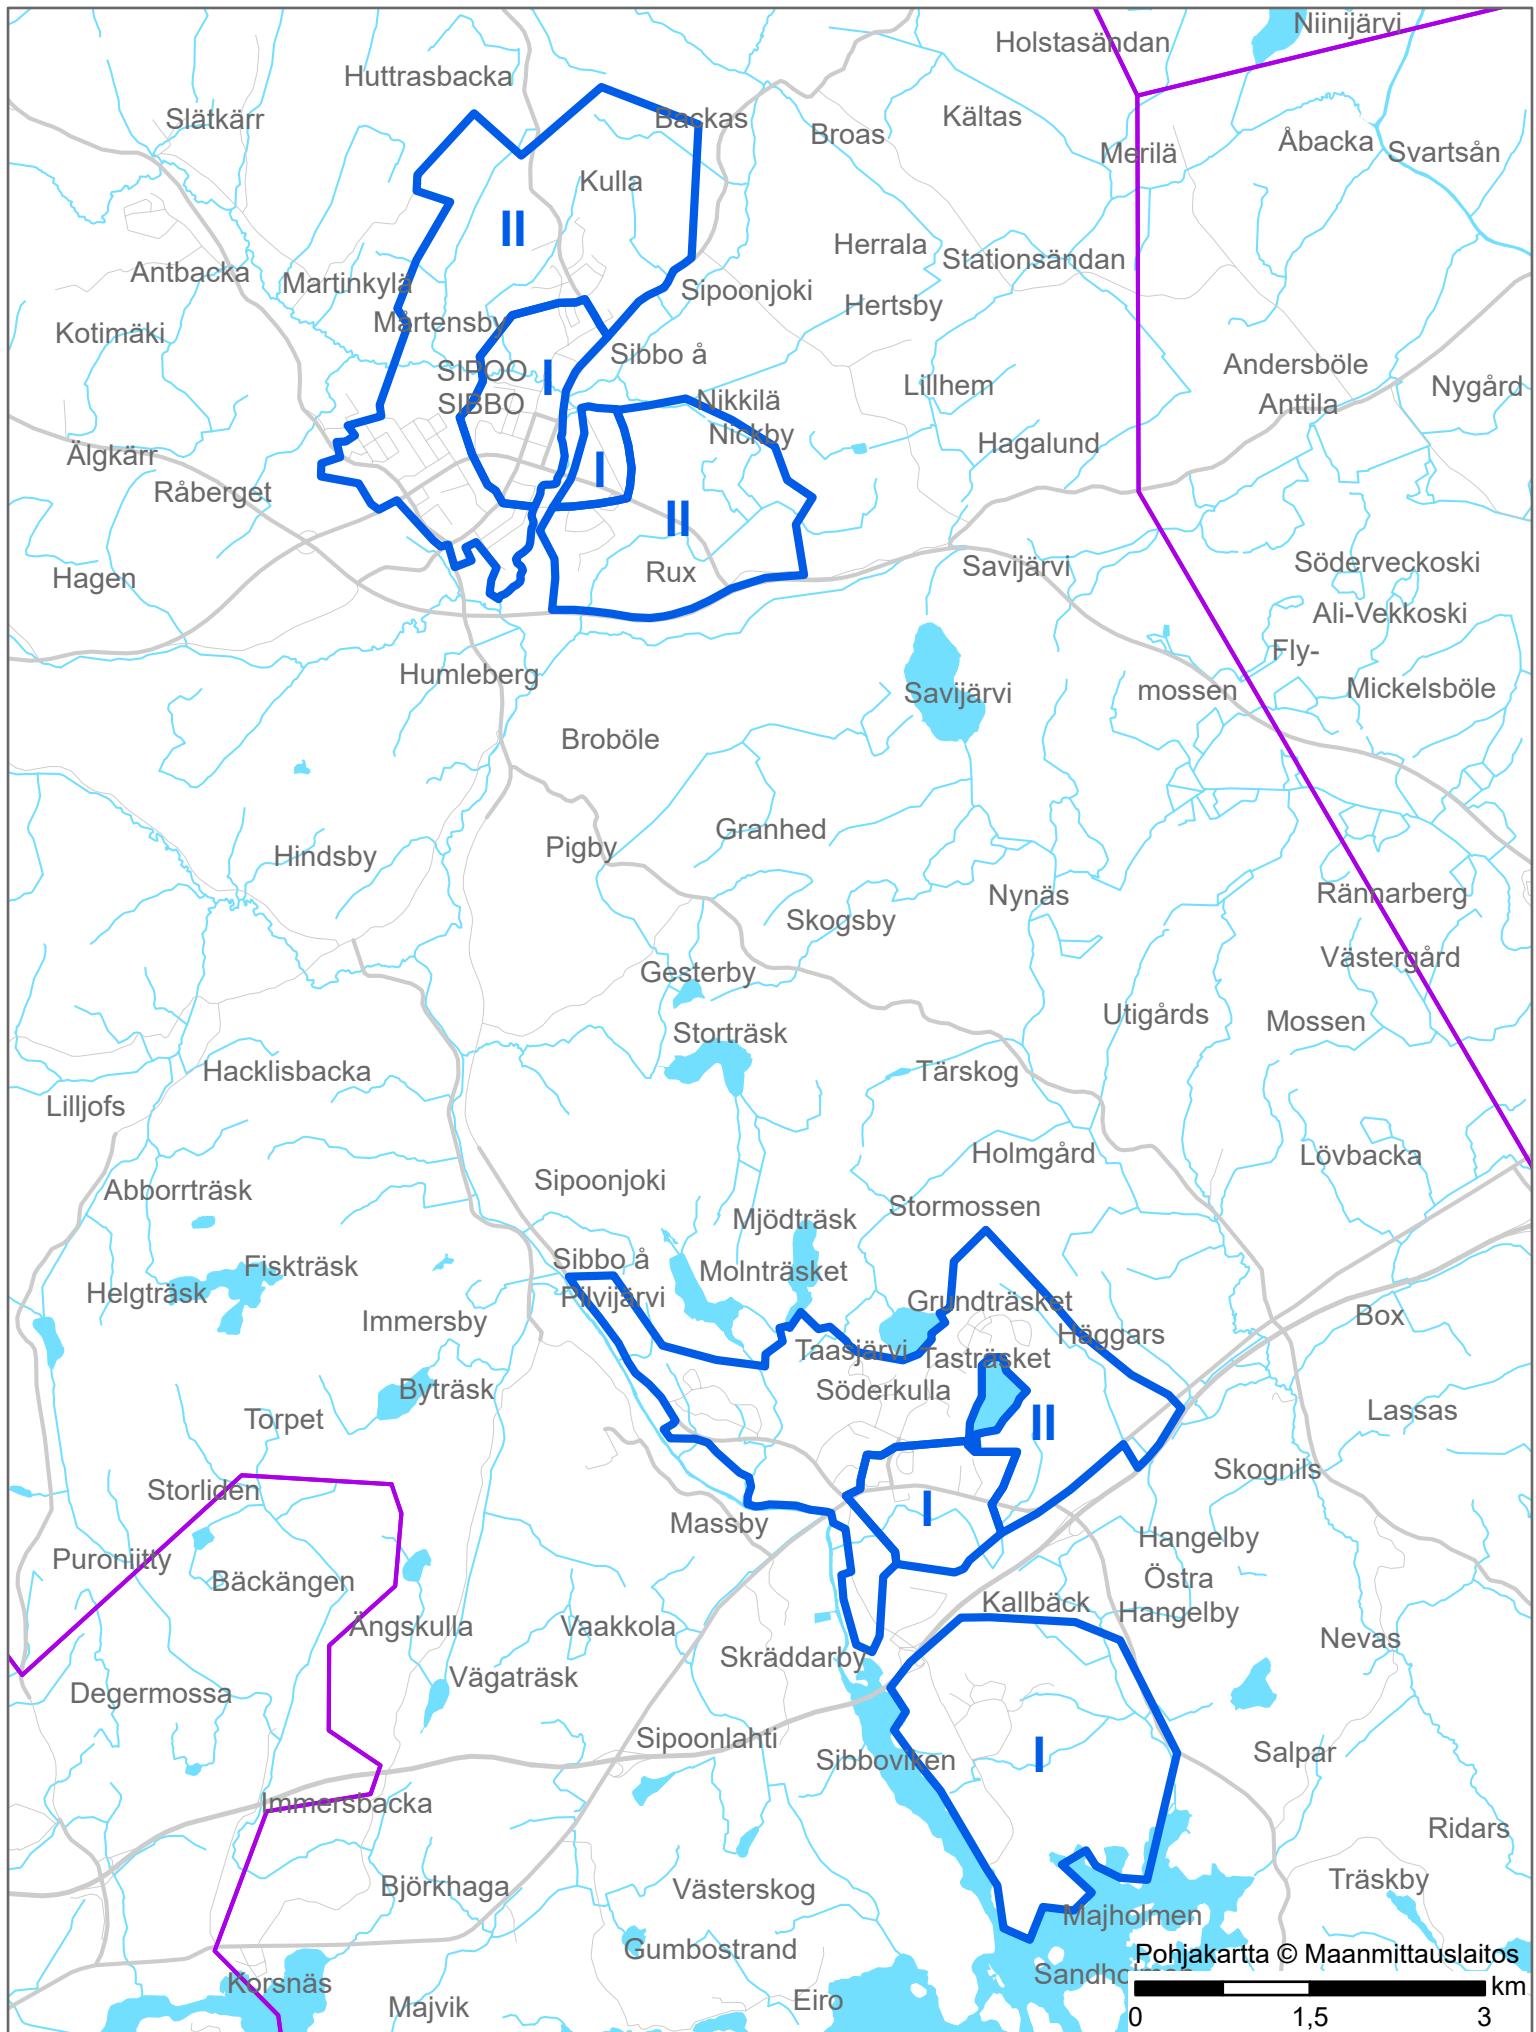 Niinijärvi
Holstasändan
Huttrasbacka
Slätkärr
Backas
Broas
Kältas
Merilä
Åbacka
Svartsån
Kulla
II
Herrala
Stationsändan
Antbacka
Martinkylä
Sipoonjoki
Hertsby
Kotimäki
Mårtensby
Sibbo å
SIPOO
I
SIBBO
Lillhem
Andersböle
Nygård
Nikkilä
Anttila
Nickby
Hagalund
Älgkärr
Råberget
I
II
Hagen
Rux
Savijärvi
Söderveckoski
Ali-Vekkoski
Fly-
mossen
Mickelsböle
Humleberg
Savijärvi
Broböle
Granhed
Pigby
Hindsby
Nynäs
Rännarberg
Skogsby
Västergård
Gesterby
Utigårds
Mossen
Storträsk
Hacklisbacka
Tärskog
Lilljofs
Holmgård
Lövbacka
Sipoonjoki
Abborrträsk
Stormossen
Mjödträsk
Sibbo å
Fiskträsk
Molnträsket
Helgträsk
Pilvijärvi
Grundträsket
Box
Immersby
Häggars
Taasjärvi
Tasträsket
Byträsk
Söderkulla
Torpet
II
Lassas
Skognils
Storliden
I
Massby
Hangelby
Puroniitty
Bäckängen
Östra
Hangelby
Kallbäck
Ängskulla
Vaakkola
Nevas
Skräddarby
Vägaträsk
Degermossa
Sipoonlahti
Sibboviken
I
Salpar
Immersbacka
Ridars
Träskby
Björkhaga
Västerskog
Majholmen
Gumbostrand
Pohjakartta © Maanmittauslaitos
Korsnäs
Majvik
Eiro
km
0 1,5 3